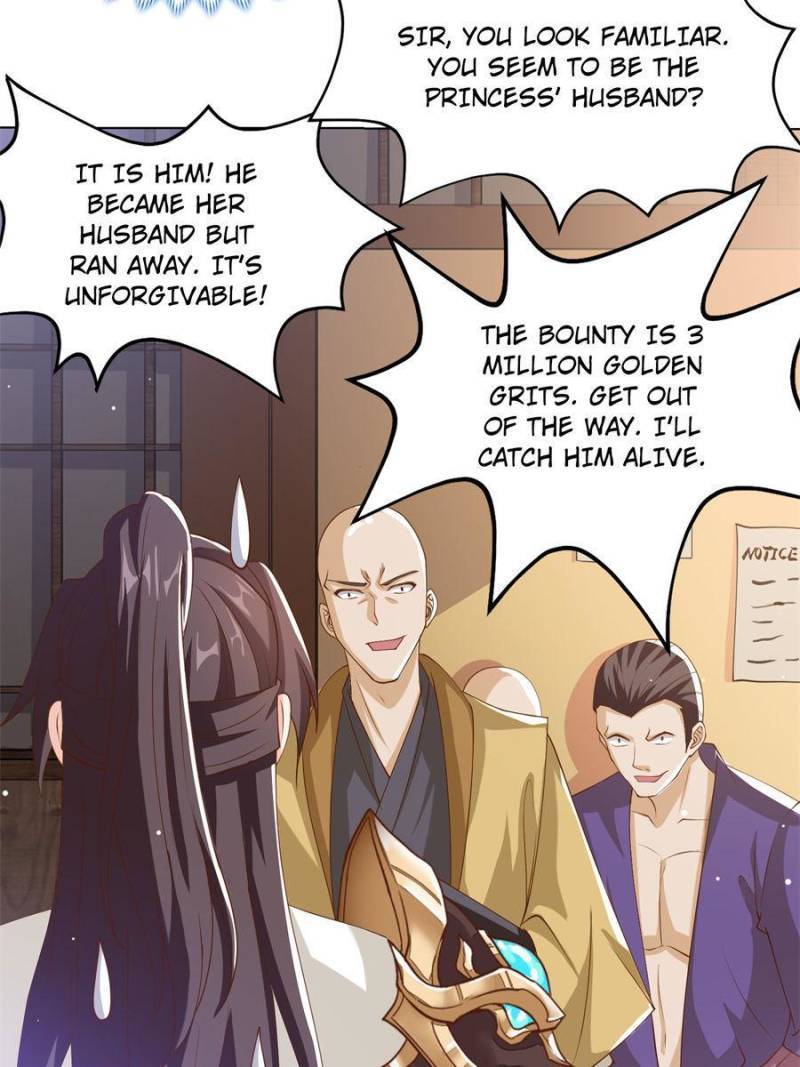 SIR, YOU LOOK FAMILIAR.
YOU SEEM TO BE THE
PRINCESS' HUSBAND?
IT IS HIM! HE
BECAME HER
HUSBAND BUT
RAN AWAY. IT'S
UNFORGIVABLE!
THE BOUNTY IS 3
MILLION GOLDEN
GRITS. GET OUT
OF THE WAY. I'LL
CATCH HIM ALIVE.
NOTICE